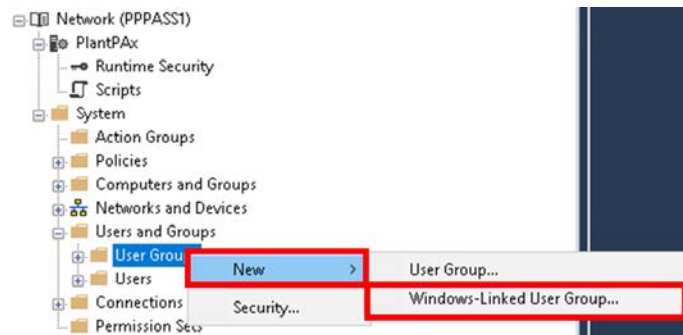 Network (PPPASS1)
PlantPAx
Runtime Security
Scripts
System
Action Groups
Policies
Computers and Groups
Networks and Devices
Users and Groups
User Grou
New > User Group...
Users
Windows-Linked User Group...
Connections
Security...
Permission Sets